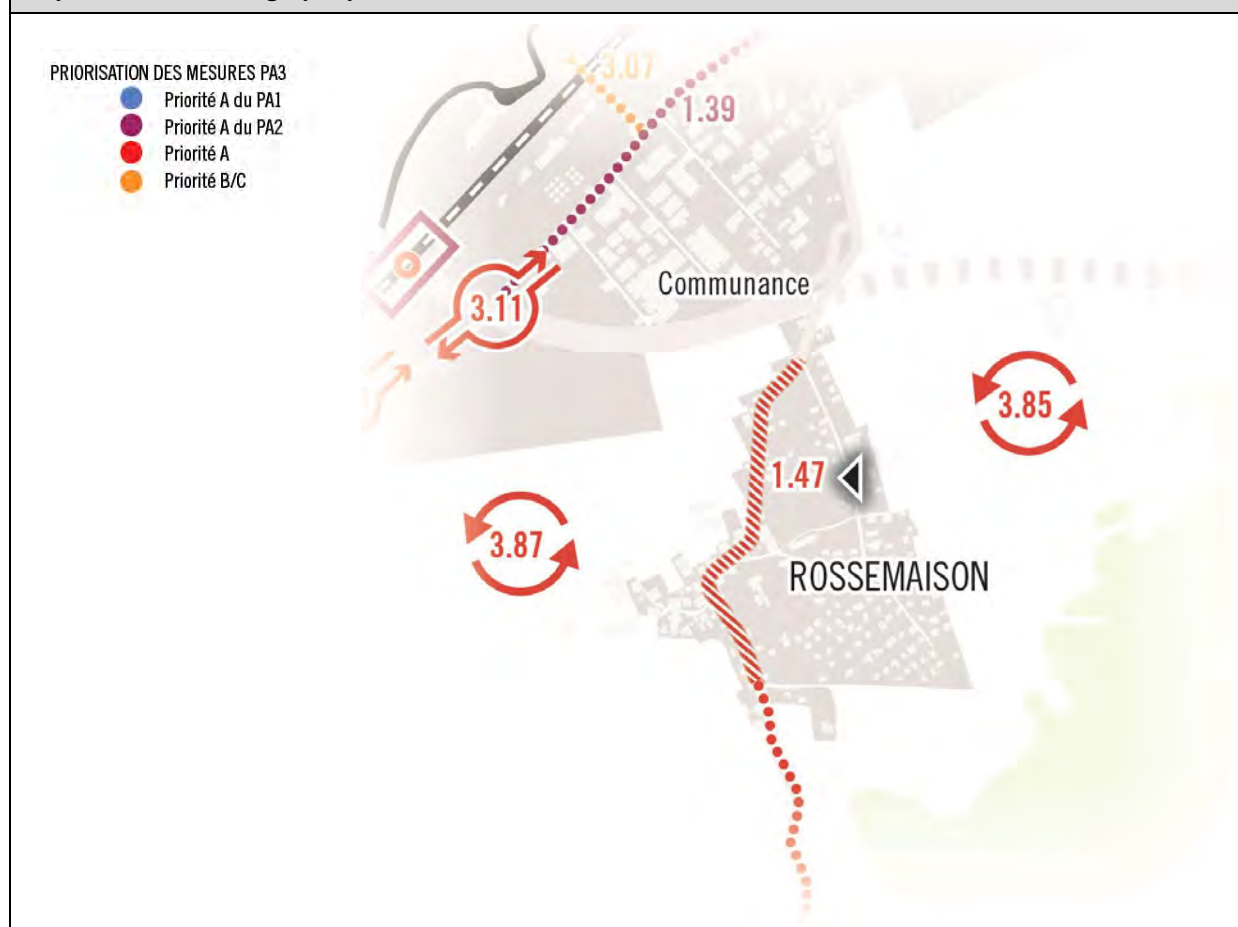 PRIORISATION DES MESURES PA3
Priorité A du PA1
Priorité A du PA2
Priorité A
Priorité B/C
3.07
1.39
Communance
3.11
3.85
1.47
3.87
ROSSEMAISON